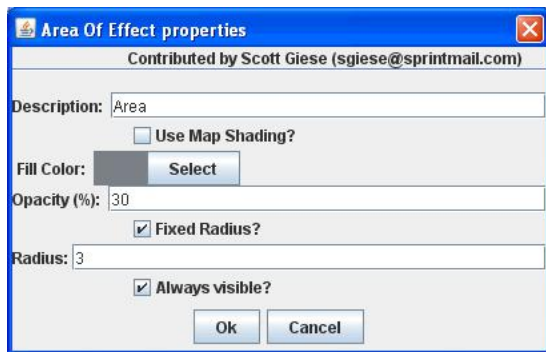 Area Of Effect properties
Contributed by Scott Giese (sgiese@sprintmail.com)
Description: Area
Use Map Shading?
Fill Color: Select
Opacity (%): 30
Fixed Radius?
Radius: 3
Always visible?
Ok Cancel